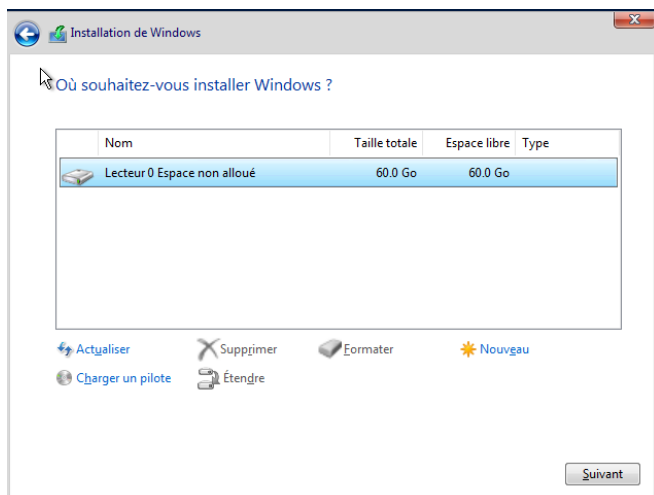 Installation de Windows
Où souhaitez-vous installer Windows ?
Nom Taille totale Espace libre Type
Lecteur 0 Espace non alloué 60.0 Go 60.0 Go
Actualiser Supprimer Formater Nouveau
Charger un pilote Étendre
Suivant